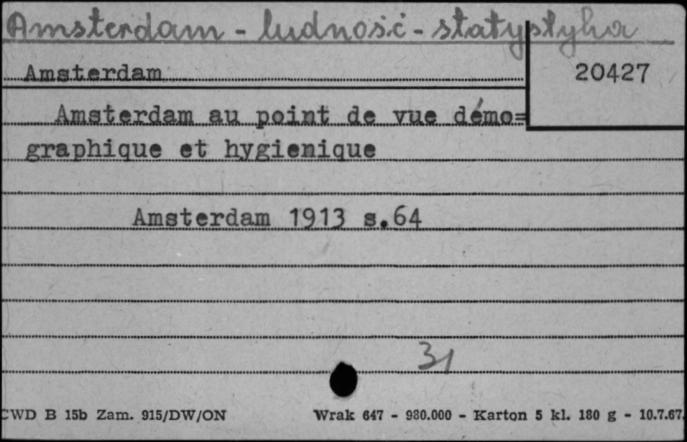 Amsterdam - ludność - statystyka
Amsterdam
20427
Amsterdam au point de vue démo=
graphique et hygienique
Amsterdam 1913 s.64
31
CWD B 15b Zam. 915/DW/ON Wrak 647 - 980.000 - Karton 5 kl. 180 g - 10.7.67.